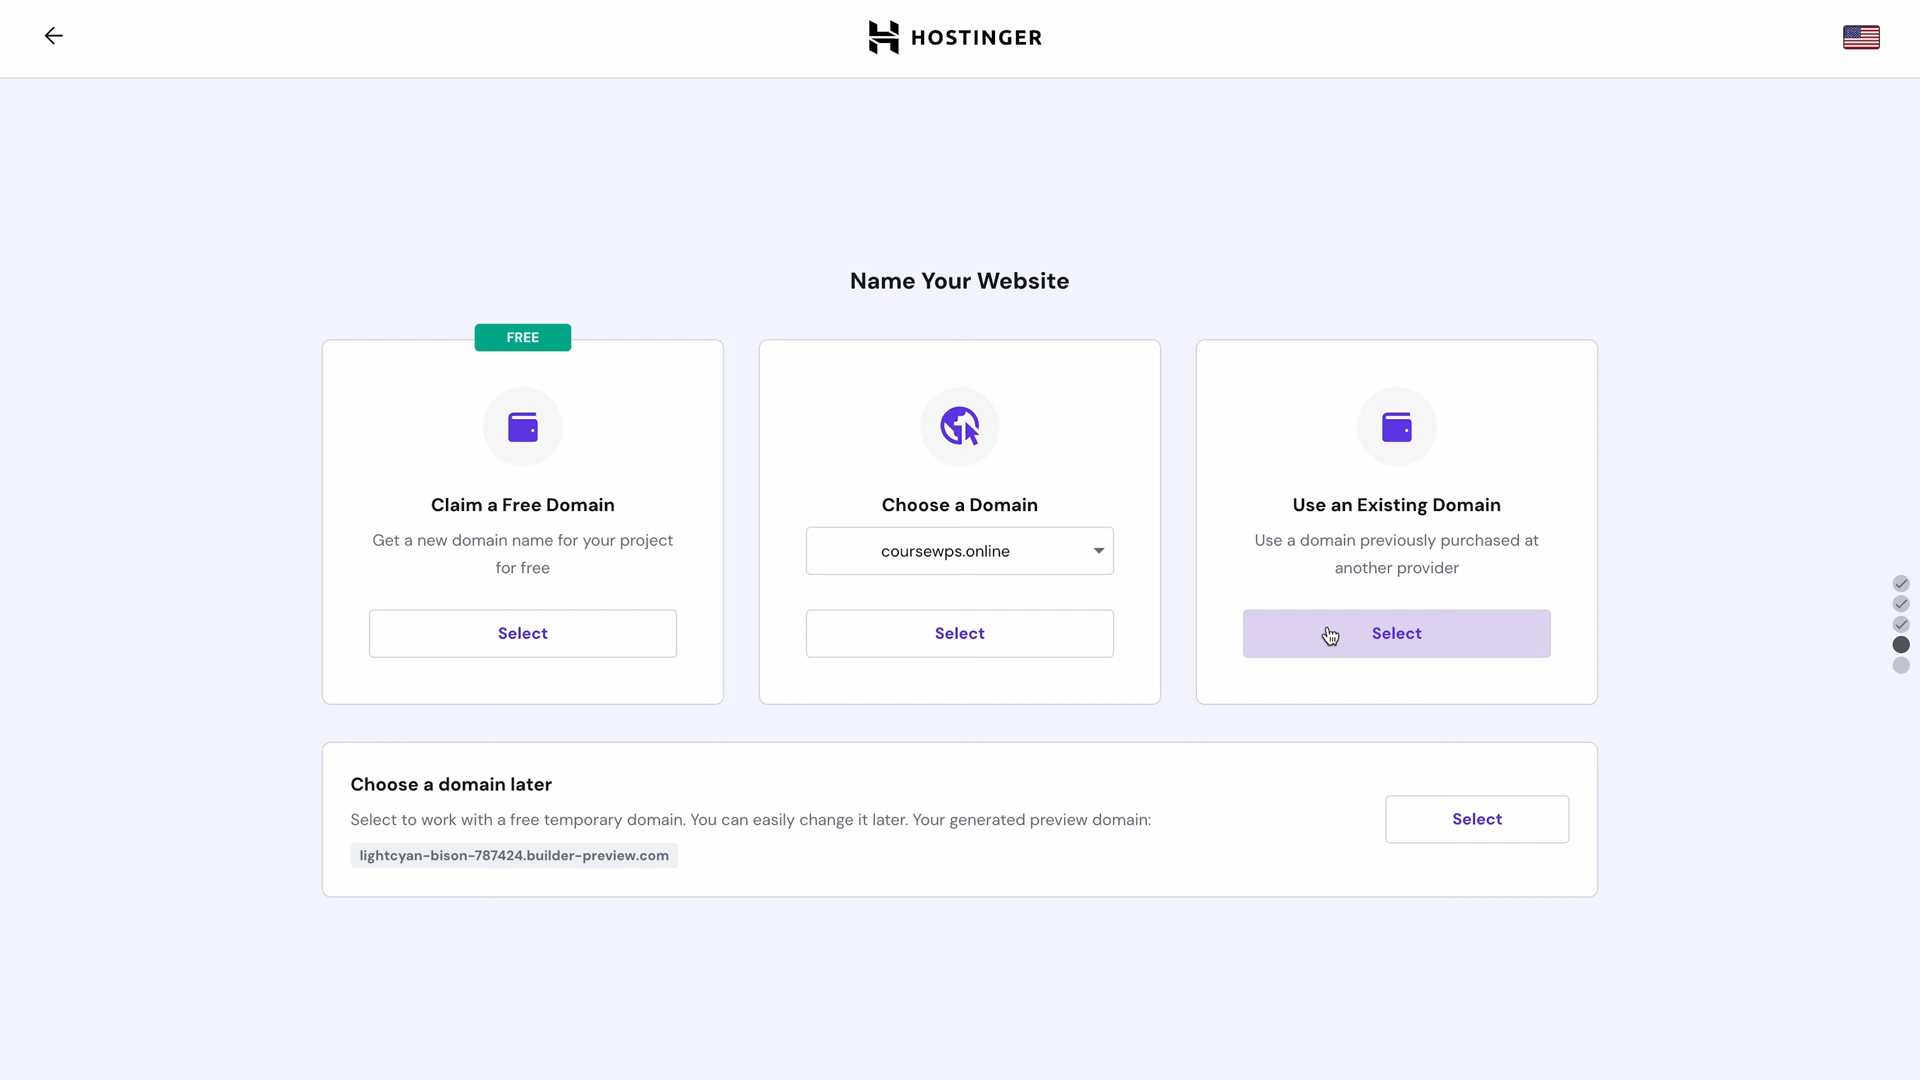 HOSTINGER
Name Your Website
FREE
Claim a Free Domain
Get a new domain name for your project
for free
Select
Choose a Domain
coursewps.online
Select
Use an Existing Domain
Use a domain previously purchased at
another provider
Select
Choose a domain later
Select to work with a free temporary domain. You can easily change it later. Your generated preview domain:
lightcyan-bison-787424.builder-preview.com
Select